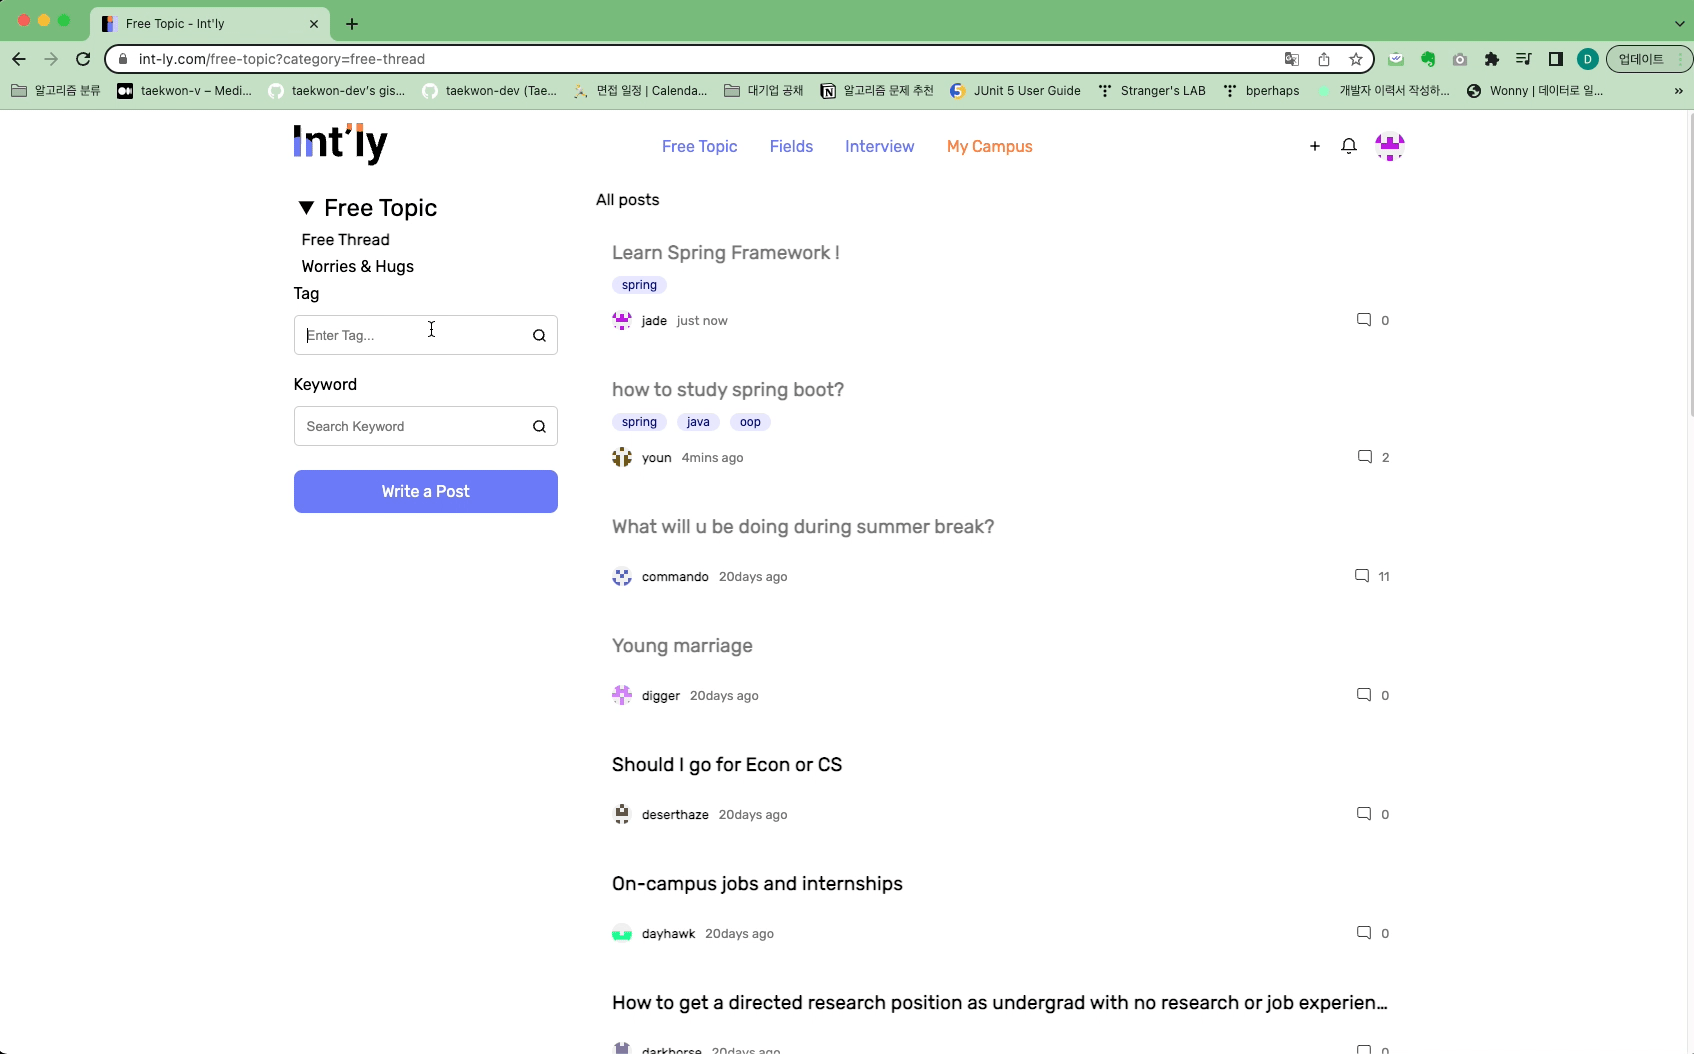 Free Topic - Int'ly
int-ly.com/free-topic?category=free-thread
D
업데이트
알고리즘 분류
taekwon-v – Medi...
taekwon-dev's gis...
taekwon-dev (Tae...
면접 일정 | Calenda...
대기업 공채
알고리즘 문제 추천
JUnit 5 User Guide
Stranger's LAB
bperhaps
개발자 이력서 작성하...
Wonny | 데이터로 일...
»
Int'ly
Free Topic
Fields
Interview
My Campus
+
▼ Free Topic
Free Thread
Worries & Hugs
Tag
Enter Tag...
Keyword
Search Keyword
Write a Post
All posts
Learn Spring Framework !
spring
jade just now
0
how to study spring boot?
spring java oop
youn 4mins ago
2
What will u be doing during summer break?
commando 20days ago
11
Young marriage
digger 20days ago
0
Should I go for Econ or CS
deserthaze 20days ago
0
On-campus jobs and internships
dayhawk 20days ago
0
How to get a directed research position as undergrad with no research or job experien...
darkhorse 20days ago
0